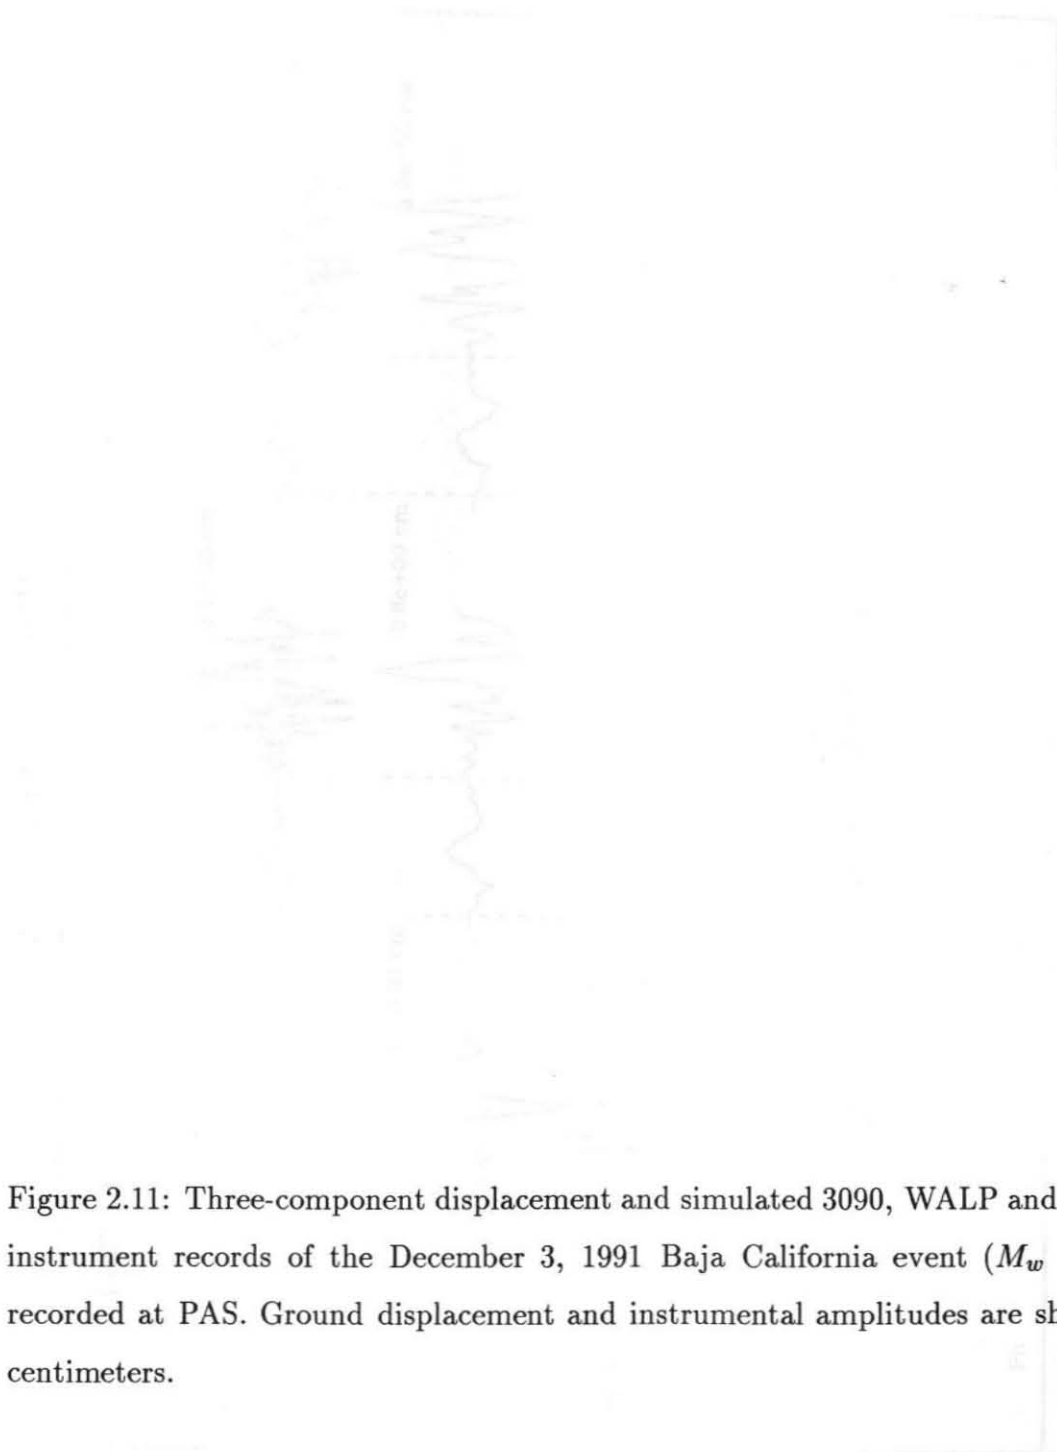 Figure 2.11: Three-component displacement and simulated 3090, WALP and
instrument records of the December 3, 1991 Baja California event (M_w
recorded at PAS. Ground displacement and instrumental amplitudes are
centimeters.